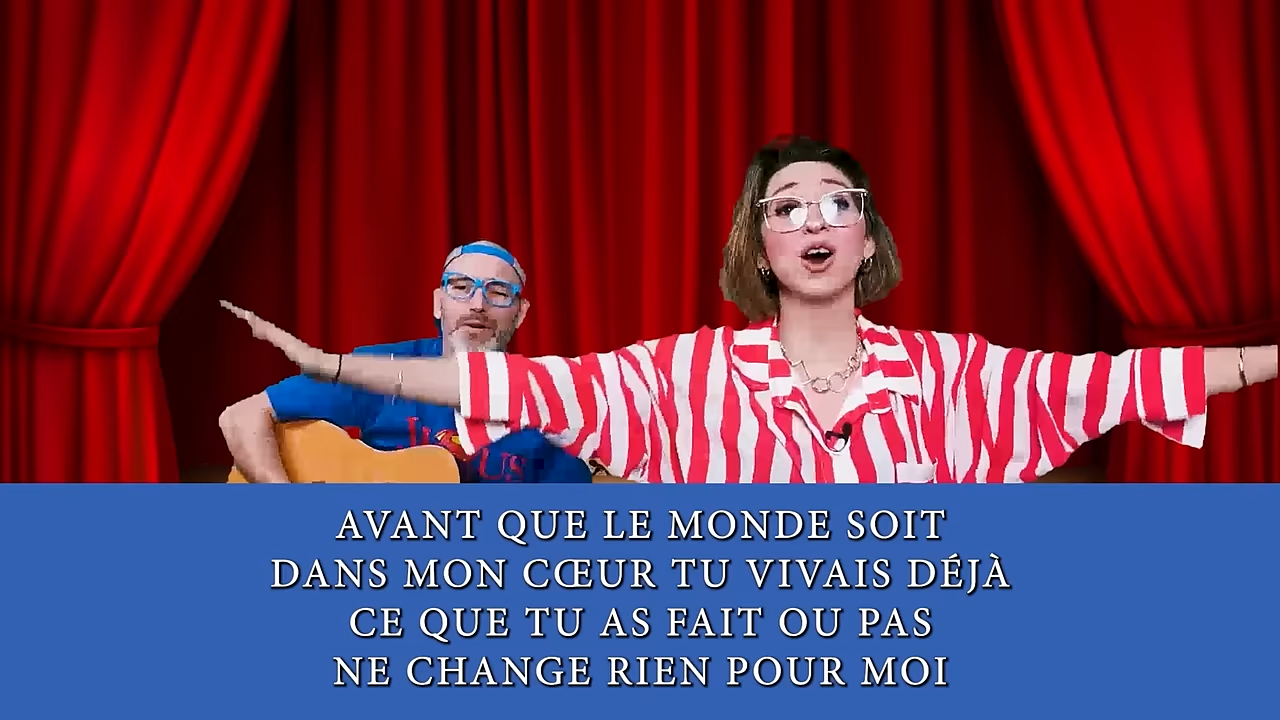 AVANT QUE LE MONDE SOIT
DANS MON CŒUR TU VIVAIS DÉJÀ
CE QUE TU AS FAIT OU PAS
NE CHANGE RIEN POUR MOI